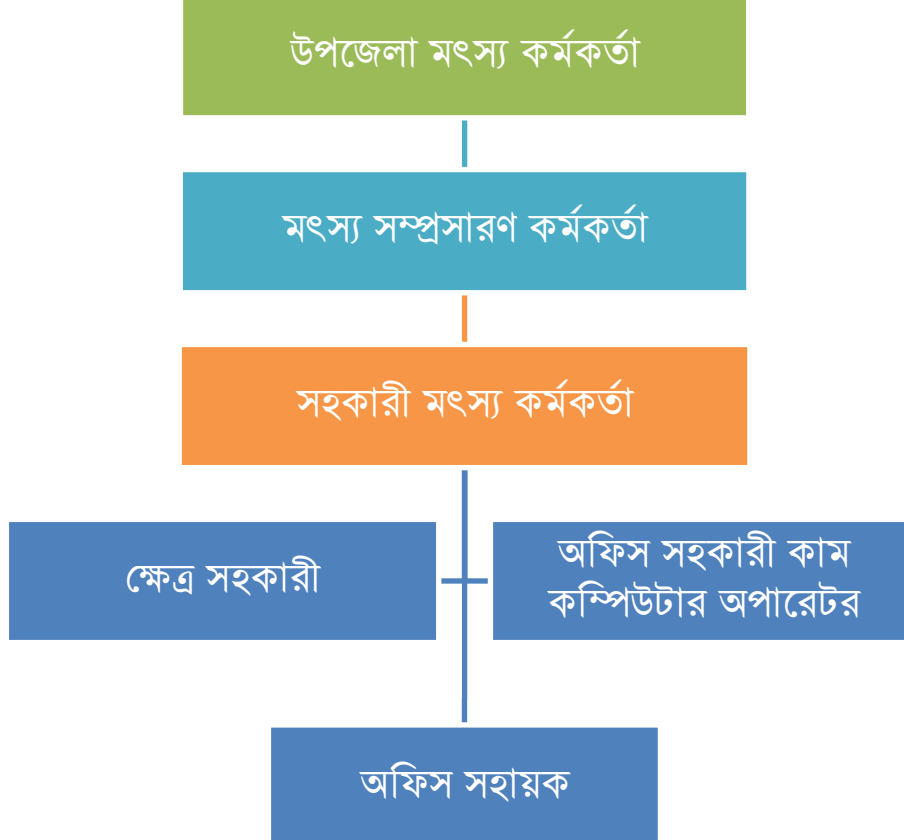 উপজেলা মৎস্য কর্মকর্তা
মৎস্য সম্প্রসারণ কর্মকর্তা
সহকারী মৎস্য কর্মকর্তা
ক্ষেত্র সহকারী
অফিস সহকারী কাম
কম্পিউটার অপারেটর
অফিস সহায়ক